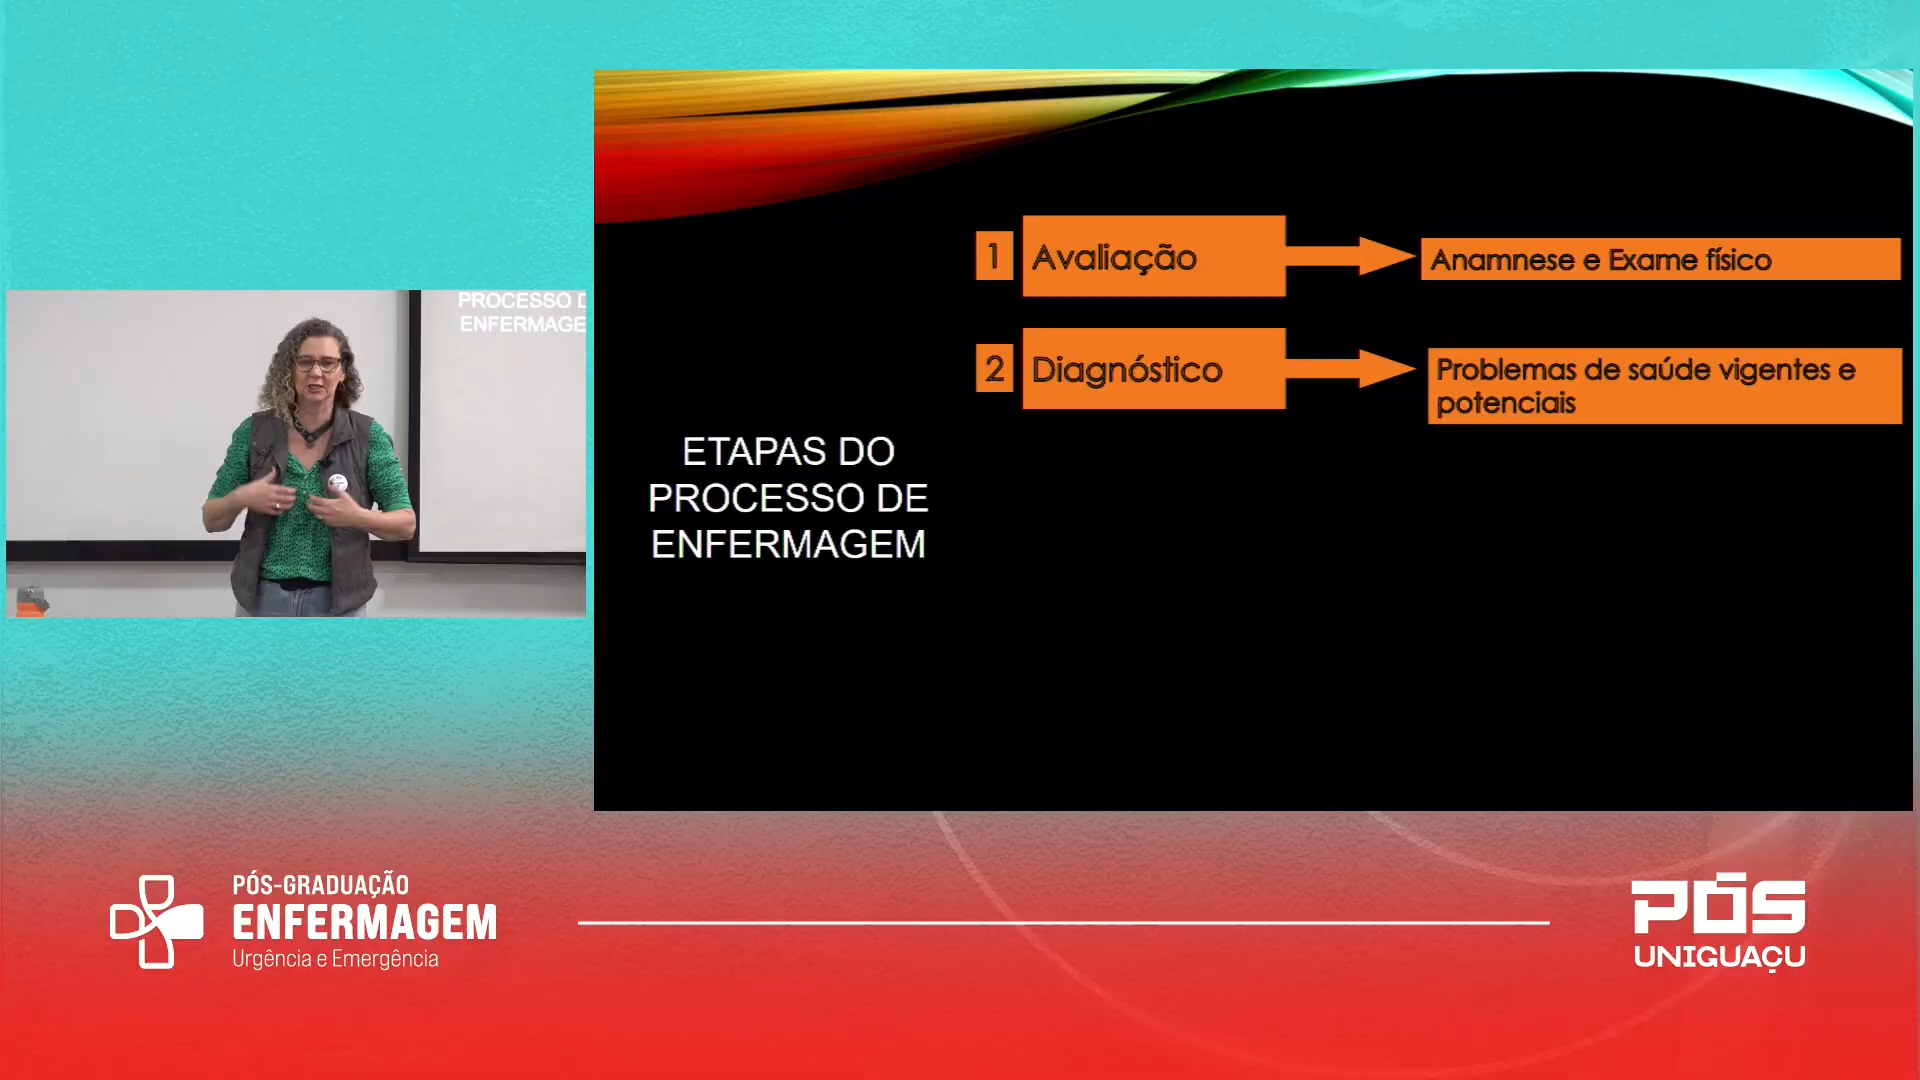 PROCESSO D
ENFERMAGE
ETAPAS DO
PROCESSO DE
ENFERMAGEM
1 Avaliação
Anamnese e Exame físico
2 Diagnóstico
Problemas de saúde vigentes e
potenciais
PÓS-GRADUAÇÃO
ENFERMAGEM
Urgência e Emergência
PÓS
UNIGUAÇU